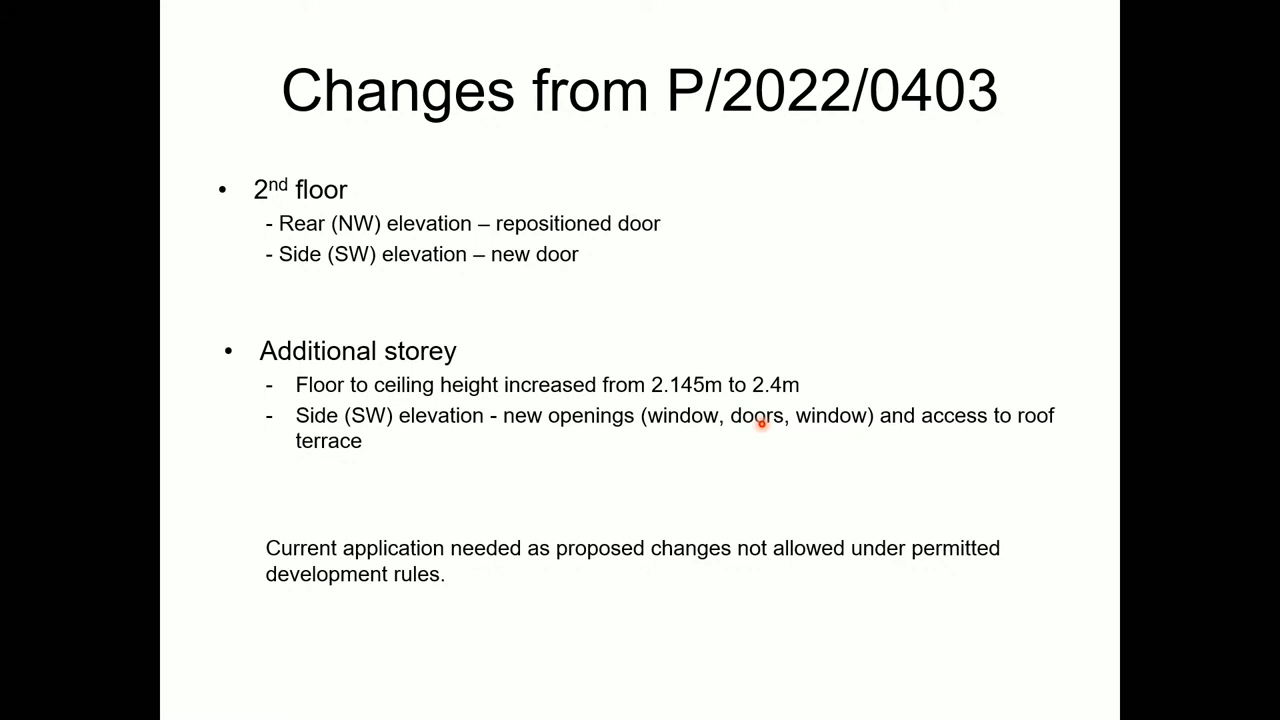 Changes from P/2022/0403
• 2nd floor
- Rear (NW) elevation – repositioned door
- Side (SW) elevation – new door
• Additional storey
- Floor to ceiling height increased from 2.145m to 2.4m
- Side (SW) elevation - new openings (window, doors, window) and access to roof
terrace
Current application needed as proposed changes not allowed under permitted
development rules.